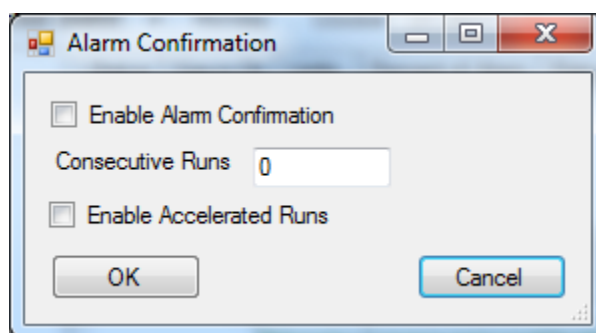 Alarm Confirmation
Enable Alarm Confirmation
Consecutive Runs 0
Enable Accelerated Runs
OK Cancel